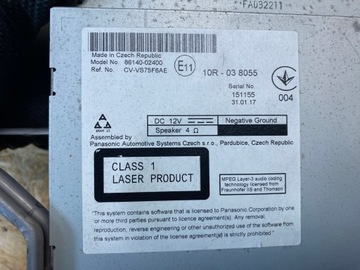 FA032211
Made in Czech Republic
Model No. 86140-02400
Ref. No. CV-VS75F6AE
E11
10R - 03 8055
Serial No.
151155
31.01.17
004
DC 12V
Negative Ground
Speaker 4 Ω
Assembled by
Panasonic Automotive Systems Czech s.r.o., Pardubice, Czech Republic
CLASS 1
LASER PRODUCT
MPEG Layer-3 audio coding
technology licensed from
Fraunhofer IIS and Thomson
"This system contains software that is licensed to Panasonic Corporation by one
or more third parties pursuant to licence agreement(s). Any removal,
reproduction, reverse engineering or other unauthorized use of the software from
this system in violation of the license agreement(s) is strictly prohibited"